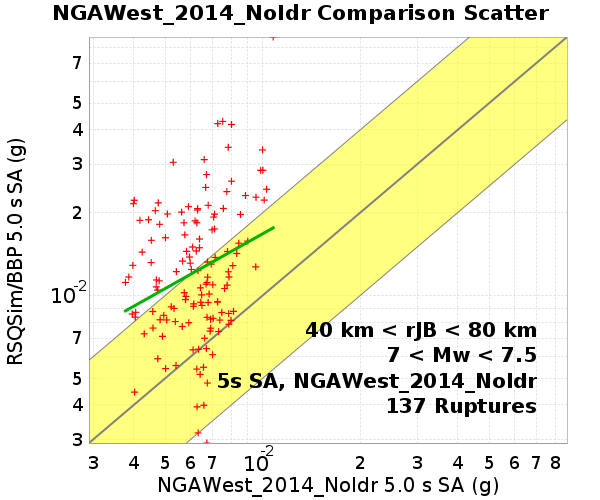 NGAWest_2014_NoIdr Comparison Scatter
RSQSim/BBP 5.0 s SA (g)
7
5
4
3
2
10-2
7
5
4
3
40 km < rJB < 80 km
7 < Mw < 7.5
5s SA, NGAWest_2014_NoIdr
137 Ruptures
3 4 5 6 7 10-2 2 3 4 5 6 7 8
NGAWest_2014_NoIdr 5.0 s SA (g)